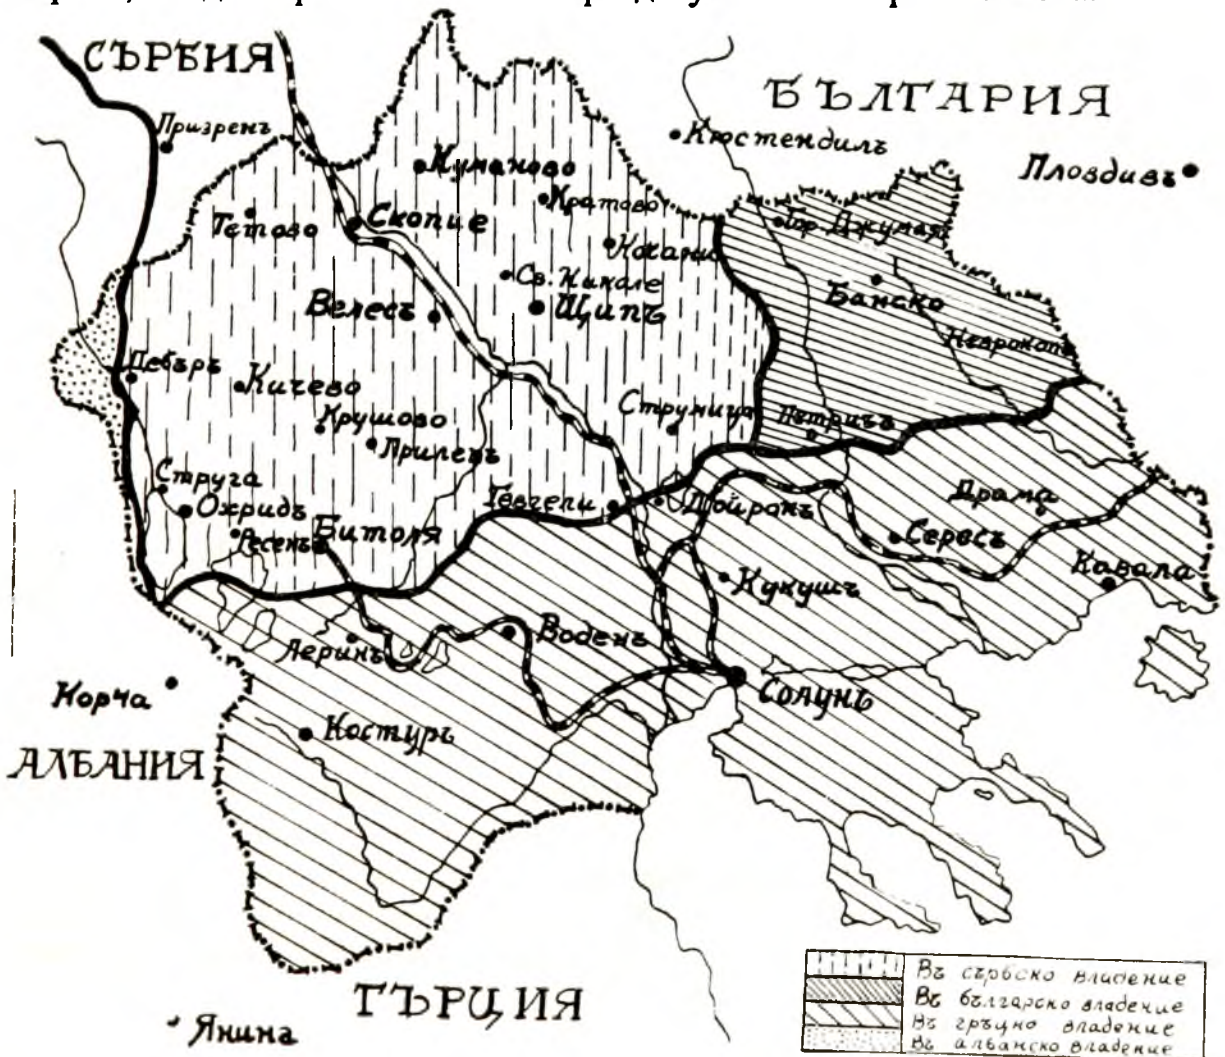 СЪРБИЯ
БЪЛГАРИЯ
Призренъ
Кюстендилъ
Пловдивъ
Куманово
Кратово
Тетово
Скопие
Гор. Джумая
Кочани
Св. Николе
Банско
Велесъ
Щипъ
Неврокопъ
Дебъръ
Кичево
Крушово
Струмица
Петричъ
Прилепъ
Струга
Охридъ
Гевгели
Дойранъ
Драма
Ресенъ
Битоля
Сересъ
Кавала
Кукушъ
Воденъ
Леринъ
Солунъ
Корча
Костуръ
АЛБАНИЯ
ТЪРЦИЯ
Янина
Въ сърбско владение
Въ българско владение
Въ гръцко владение
Въ албанско владение